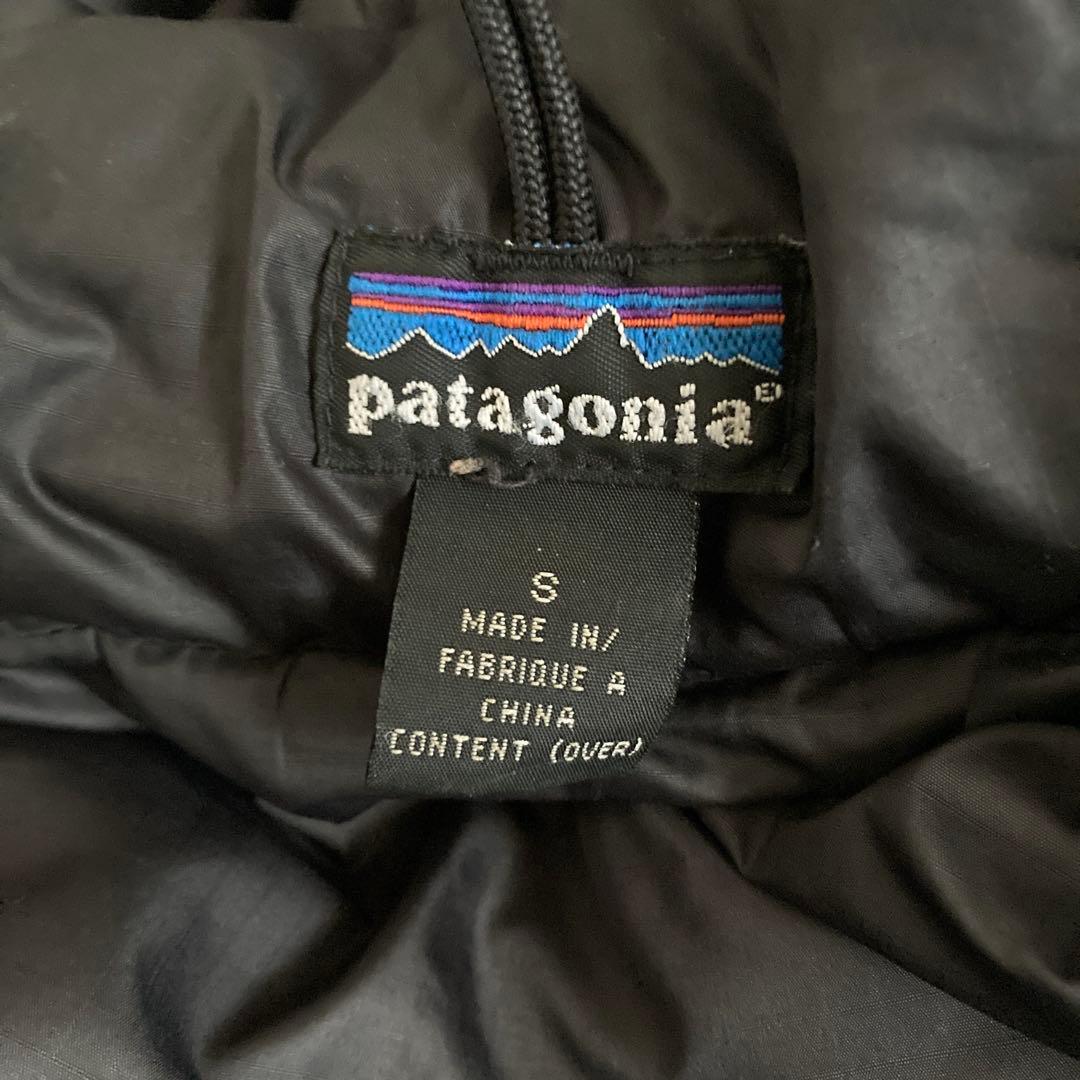 patagonia®
S
MADE IN/
FABRIQUE A
CHINA
CONTENT (OVER)